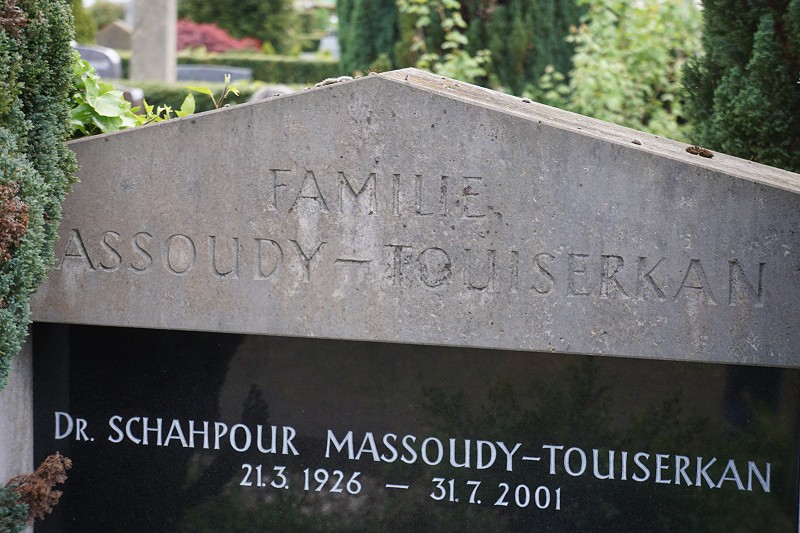 FAMILIE
MASSOUDY-TOUISERKAN
DR. SCHAHPOUR MASSOUDY-TOUISERKAN
21.3. 1926 - 31.7. 2001